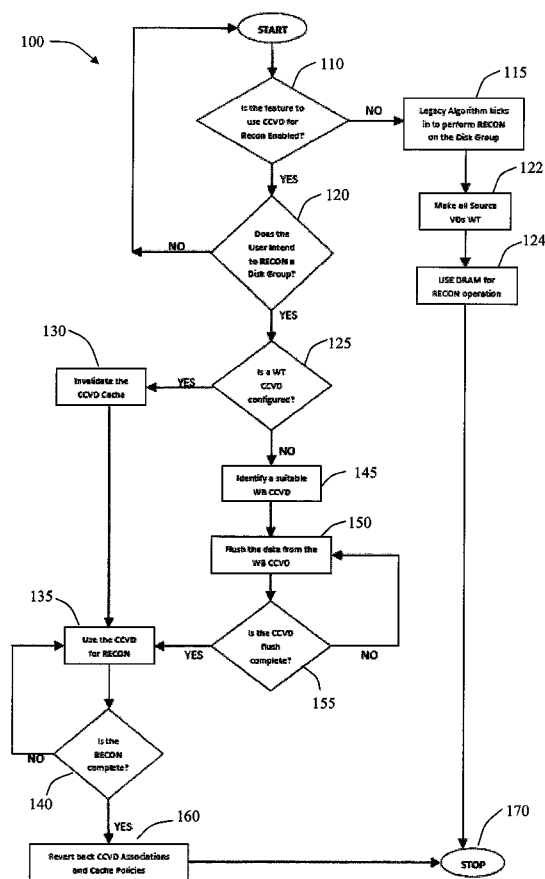 100
START
110
Is the feature to
use CCVD for
Recon Enabled?
NO
115
Legacy Algorithm kicks
in to perform RECON
on the Disk Group
YES
122
Make all Source
VDs WT
120
Does the
User Intend
to RECON a
Disk Group?
NO
124
USE DRAM for
RECON operation
YES
125
Is a WT
CCVD
configured?
YES
130
Invalidate the
CCVD Cache
NO
145
Identify a suitable
WB CCVD
150
Flush the data from the
WB CCVD
155
Is the CCVD
flush
complete?
YES
NO
135
Use the CCVD
for RECON
Is the
RECON
complete?
NO
140
YES
160
Revert back CCVD Associations
and Cache Policies
170
STOP